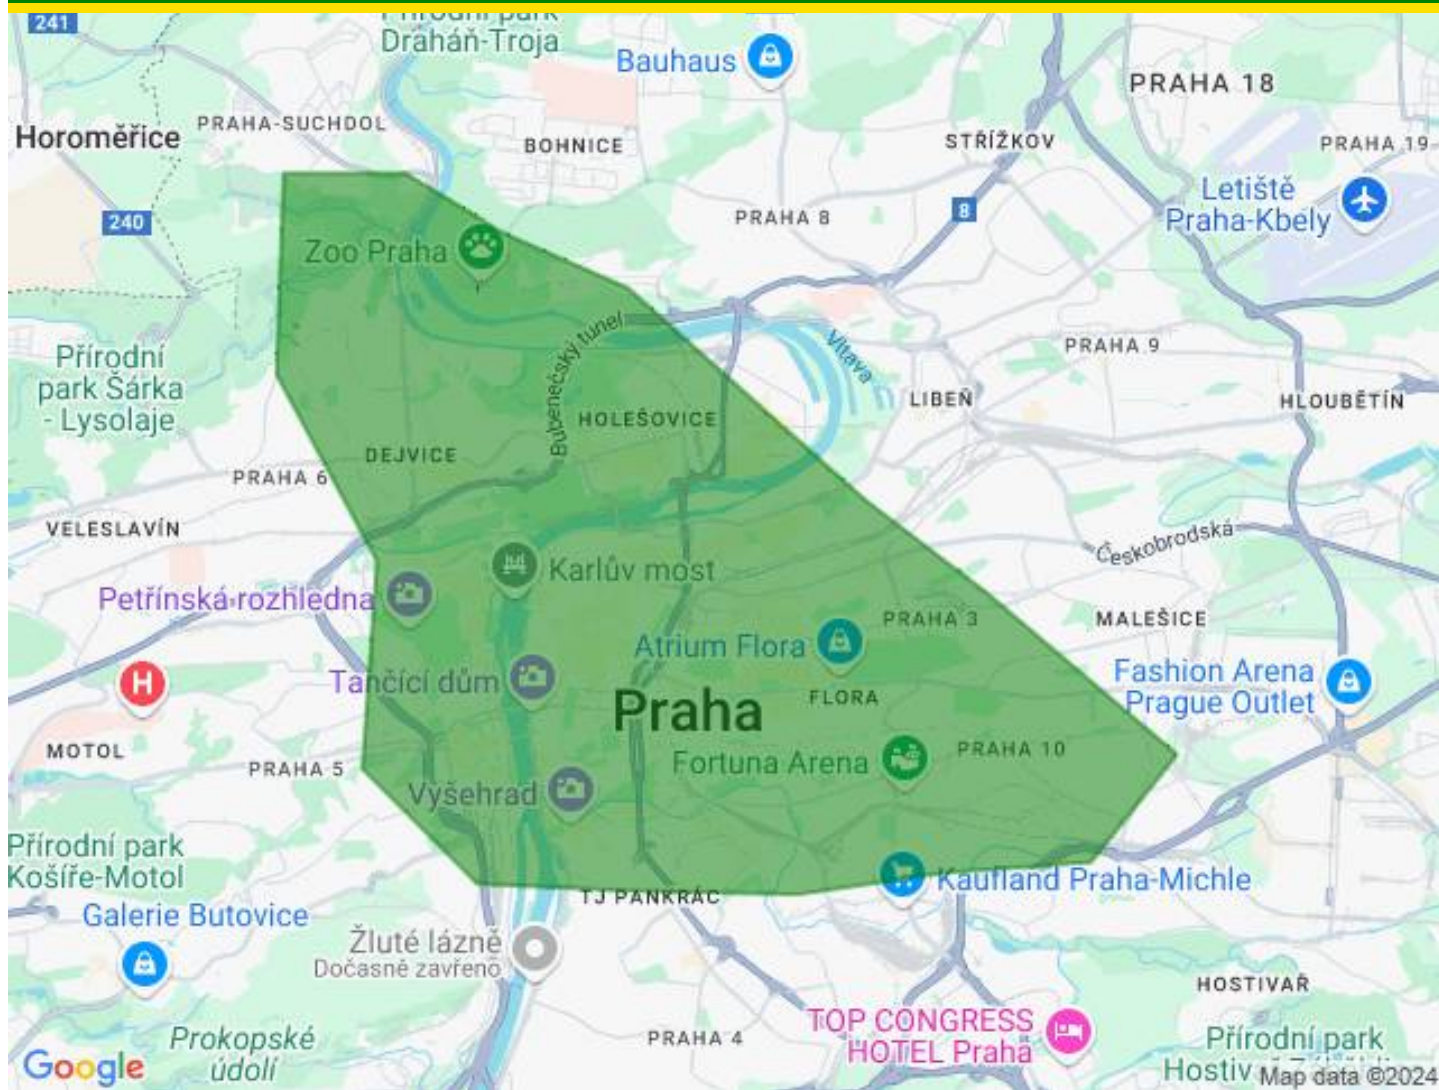 241
Přírodní park
Draháň-Troja
Bauhaus
PRAHA 18
Horoměřice
PRAHA-SUCHDOL
BOHNICE
STŘÍŽKOV
PRAHA 19
240
Zoo Praha
PRAHA 8
8
Letiště
Praha-Kbely
Přírodní
park Šárka
- Lysolaje
Bubenečský tunel
Vltava
PRAHA 9
HOLEŠOVICE
LIBEŇ
HLOUBĚTÍN
DEJVICE
PRAHA 6
VELESLAVÍN
Českobrodská
Karlův most
Petřínská rozhledna
PRAHA 3
MALEŠICE
Atrium Flora
Tančící dům
FLORA
Fashion Arena
Prague Outlet
H
Praha
MOTOL
PRAHA 5
Fortuna Arena
PRAHA 10
Vyšehrad
Přírodní park
Košíře-Motol
TJ PANKRÁC
Kaufland Praha-Michle
Galerie Butovice
Žluté lázně
Dočasně zavřeno
HOSTIVAŘ
Prokopské
údolí
PRAHA 4
TOP CONGRESS
HOTEL Praha
Přírodní park
Google
Map data ©2024